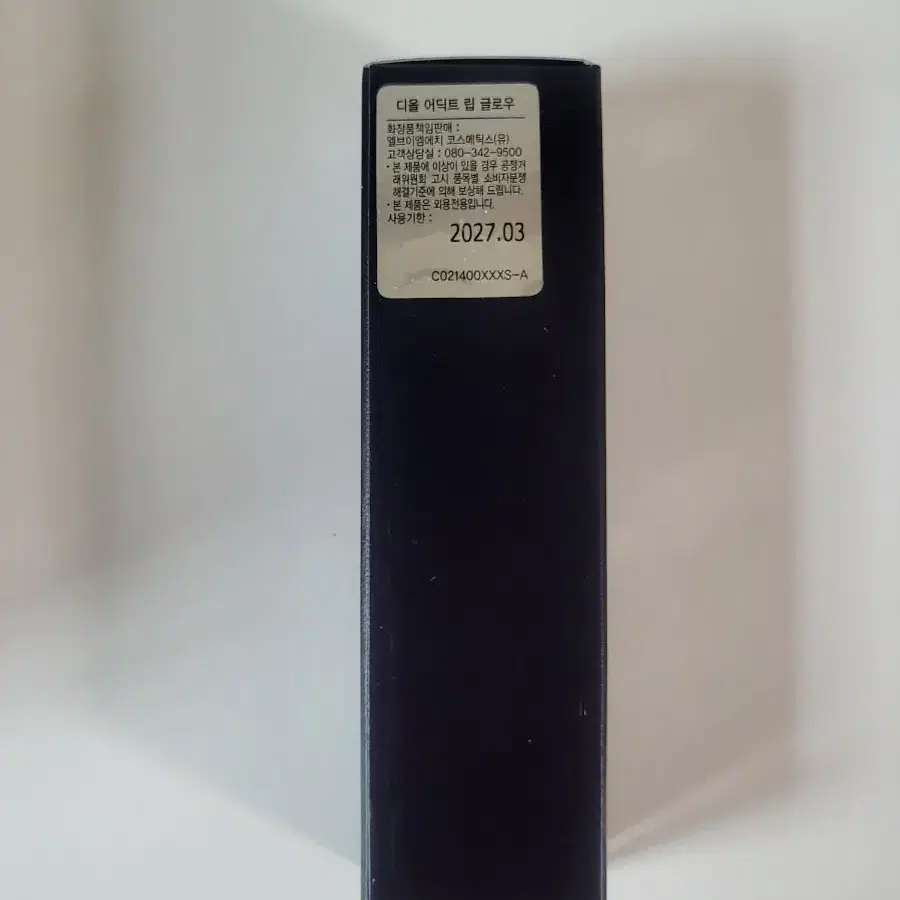 디올 어딕트 립 글로우
화장품책임판매 :
엘브이엠에치 코스메틱스(유)
고객상담실 : 080-342-9500
• 본 제품에 이상이 있을 경우 공정거
래위원회 고시 품목별 소비자분쟁
해결기준에 의해 보상해 드립니다.
• 본 제품은 외용전용입니다.
사용기한 :
2027.03
C021400XXXS-A